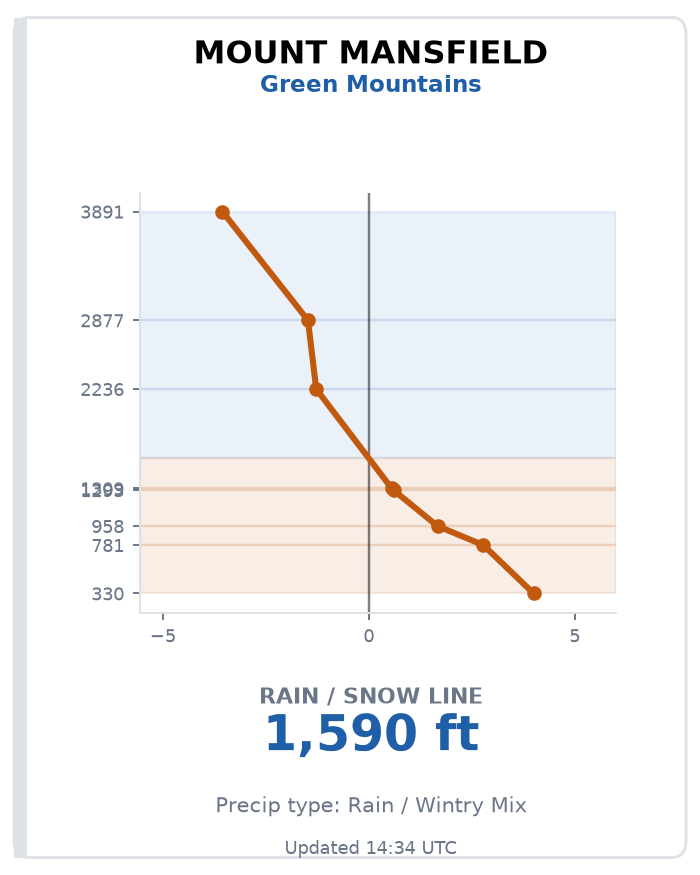 MOUNT MANSFIELD
Green Mountains
3891
2877
2236
958
781
330
−5 0 5
RAIN / SNOW LINE
1,590 ft
Precip type: Rain / Wintry Mix
Updated 14:34 UTC